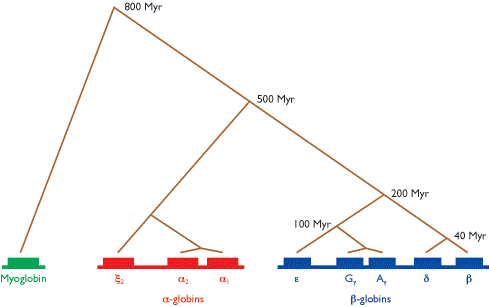 800 Myr
500 Myr
200 Myr
100 Myr
40 Myr
Myoglobin ξ₂ α₂ α₁ ε Gᵧ Aᵧ δ β
α-globins β-globins